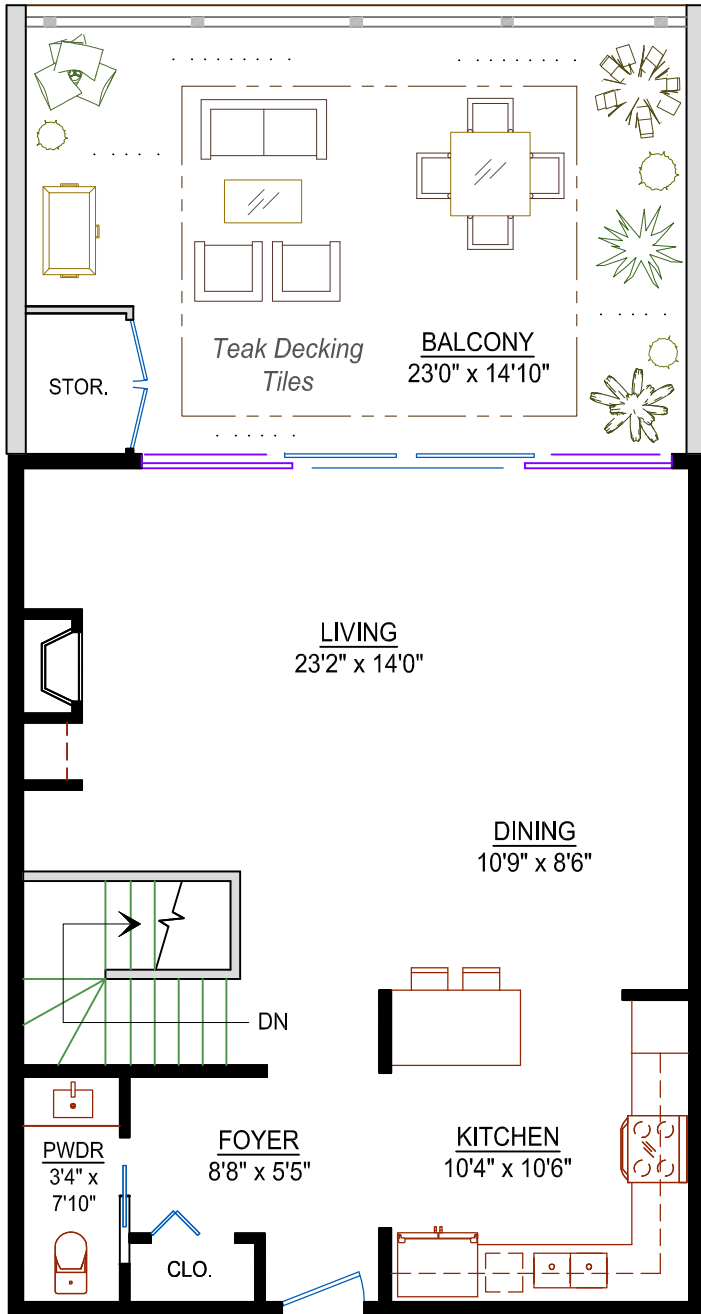 Teak Decking
Tiles
BALCONY
23'0" x 14'10"
STOR.
LIVING
23'2" x 14'0"
DINING
10'9" x 8'6"
DN
PWDR
3'4" x
7'10"
FOYER
8'8" x 5'5"
KITCHEN
10'4" x 10'6"
CLO.